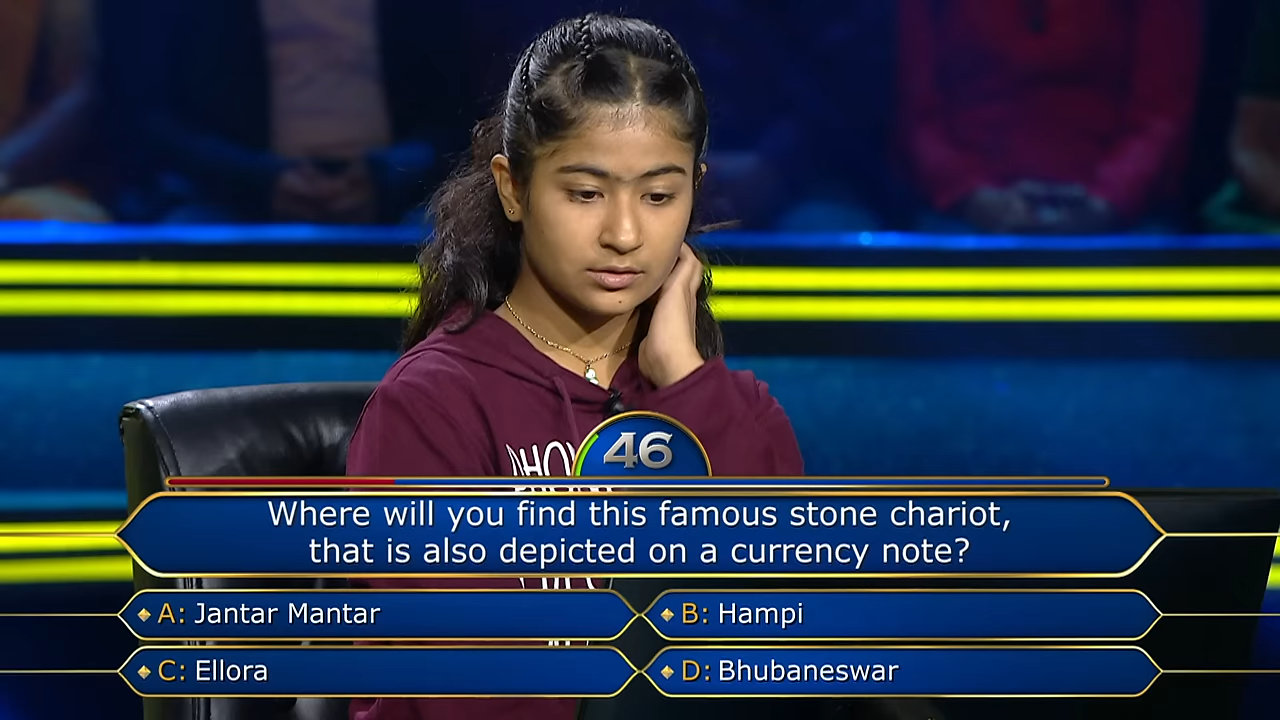 46
Where will you find this famous stone chariot,
that is also depicted on a currency note?
A: Jantar Mantar
B: Hampi
C: Ellora
D: Bhubaneswar